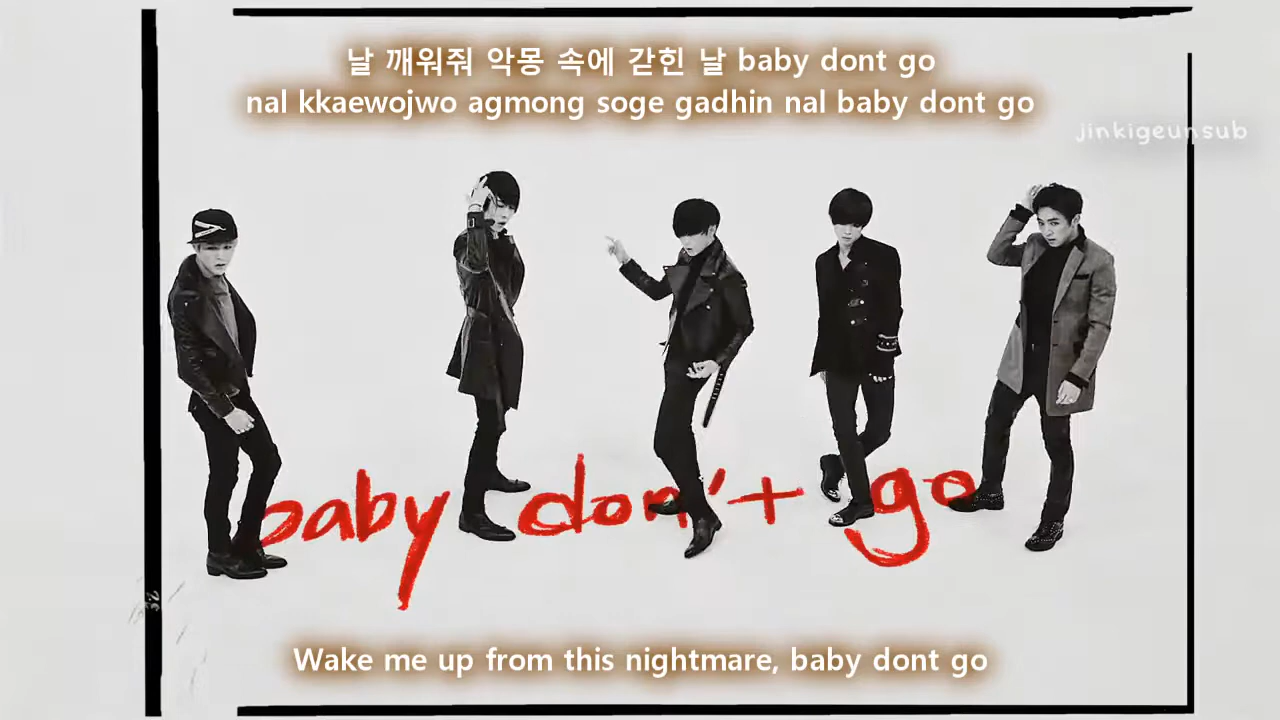 날 깨워줘 악몽 속에 갇힌 날 baby dont go
nal kkaewojwo agmong soge gadhin nal baby dont go
jinkigeunsub
baby don't go
Wake me up from this nightmare, baby dont go